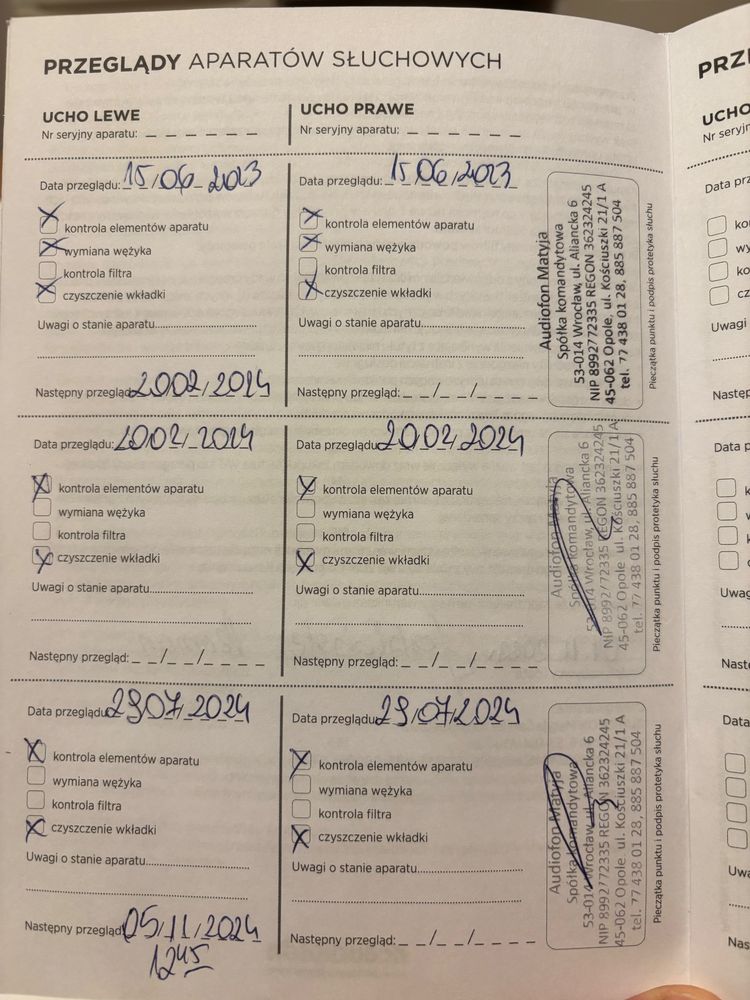 PRZEGLĄDY APARATÓW SŁUCHOWYCH
UCHO LEWE
Nr seryjny aparatu: _ _ _ _ _ _
UCHO PRAWE
Nr seryjny aparatu: _ _ _ _ _ _
Data przeglądu: 15/06/2023
kontrola elementów aparatu
wymiana wężyka
kontrola filtra
czyszczenie wkładki
Uwagi o stanie aparatu
Następny przegląd: 20/02/2024
Data przeglądu: 15/06/2023
kontrola elementów aparatu
wymiana wężyka
kontrola filtra
czyszczenie wkładki
Uwagi o stanie aparatu
Następny przegląd: _ _/_ _/_ _ _ _
Audiofon Matyja
Spółka komandytowa
53-014 Wrocław, ul. Aliancka 6
NIP 8992772335 REGON 362324245
45-062 Opole, ul. Kościuszki 21/1 A
tel. 77 438 01 28, 885 887 504
Pieczątka punktu i podpis protetyka słuchu
Data przeglądu: 20/02/2024
kontrola elementów aparatu
wymiana wężyka
kontrola filtra
czyszczenie wkładki
Uwagi o stanie aparatu
Następny przegląd: _ _/_ _/_ _ _ _
Data przeglądu: 20/02/2024
kontrola elementów aparatu
wymiana wężyka
kontrola filtra
czyszczenie wkładki
Uwagi o stanie aparatu
Następny przegląd: _ _/_ _/_ _ _ _
Audiofon Matyja
Spółka komandytowa
53-014 Wrocław, ul. Aliancka 6
NIP 8992772335 REGON 362324245
45-062 Opole ul. Kościuszki 21/1 A
tel. 77 438 01 28, 885 887 504
Pieczątka punktu i podpis protetyka słuchu
Data przeglądu: 29/07/2024
kontrola elementów aparatu
wymiana wężyka
kontrola filtra
czyszczenie wkładki
Uwagi o stanie aparatu
Następny przegląd: 05/11/2024
12 45
Data przeglądu: 29/07/2024
kontrola elementów aparatu
wymiana wężyka
kontrola filtra
czyszczenie wkładki
Uwagi o stanie aparatu
Następny przegląd: _ _/_ _/_ _ _ _
Audiofon Matyja
Spółka komandytowa
53-014 Wrocław ul. Aliancka 6
NIP 8992772335 REGON 362324245
45-062 Opole ul. Kościuszki 21/1 A
tel. 77 438 01 28, 885 887 504
Pieczątka punktu i podpis protetyka słuchu
UCHO
Data
Uwagi
Data
Data